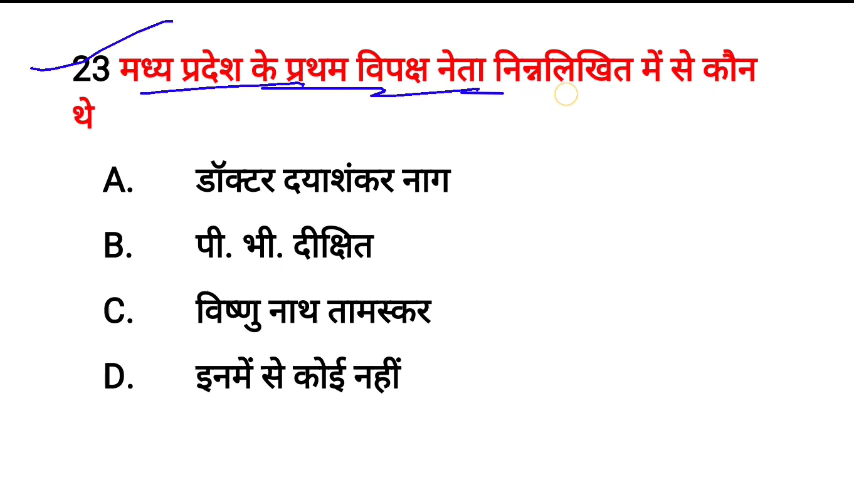 23 मध्य प्रदेश के प्रथम विपक्ष नेता निन्नलिखित में से कौन
थे
A. डॉक्टर दयाशंकर नाग
B. पी. भी. दीक्षित
C. विष्णु नाथ तामस्कर
D. इनमें से कोई नहीं